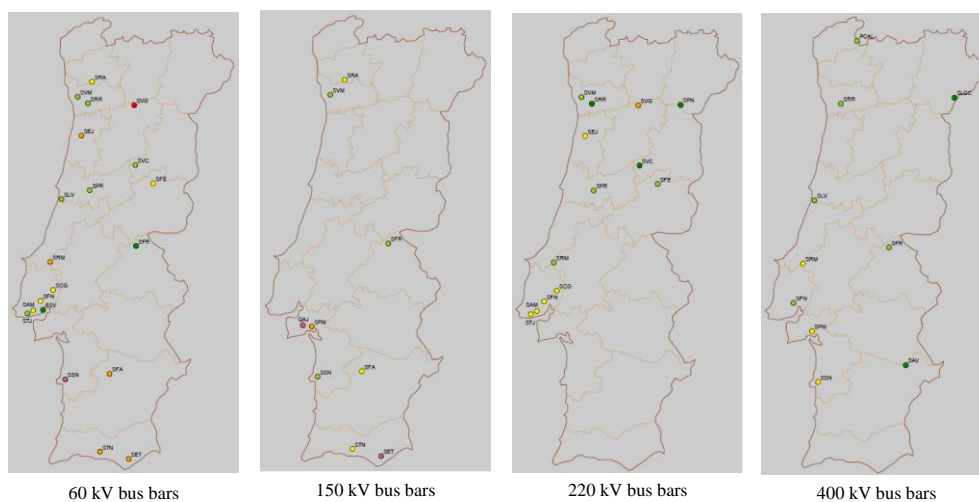 SRA
SVM
SRR
SVG
SEJ
SVC
SFE
SPR
SLV
SFR
SRM
SCG
SFN
SAM
STJ
SSN
SFA
STN
SET
60 kV bus bars
SRA
SVM
SFR
SPM
SSN
SFA
STN
SET
150 kV bus bars
SVM
SRR
SVG
SPN
SEJ
SVC
SFE
SPR
SRM
SCG
SFN
SAM
STJ
220 kV bus bars
PCAL
SRR
SLGC
SLV
SFR
SRM
SFN
SPM
SAV
SSN
400 kV bus bars